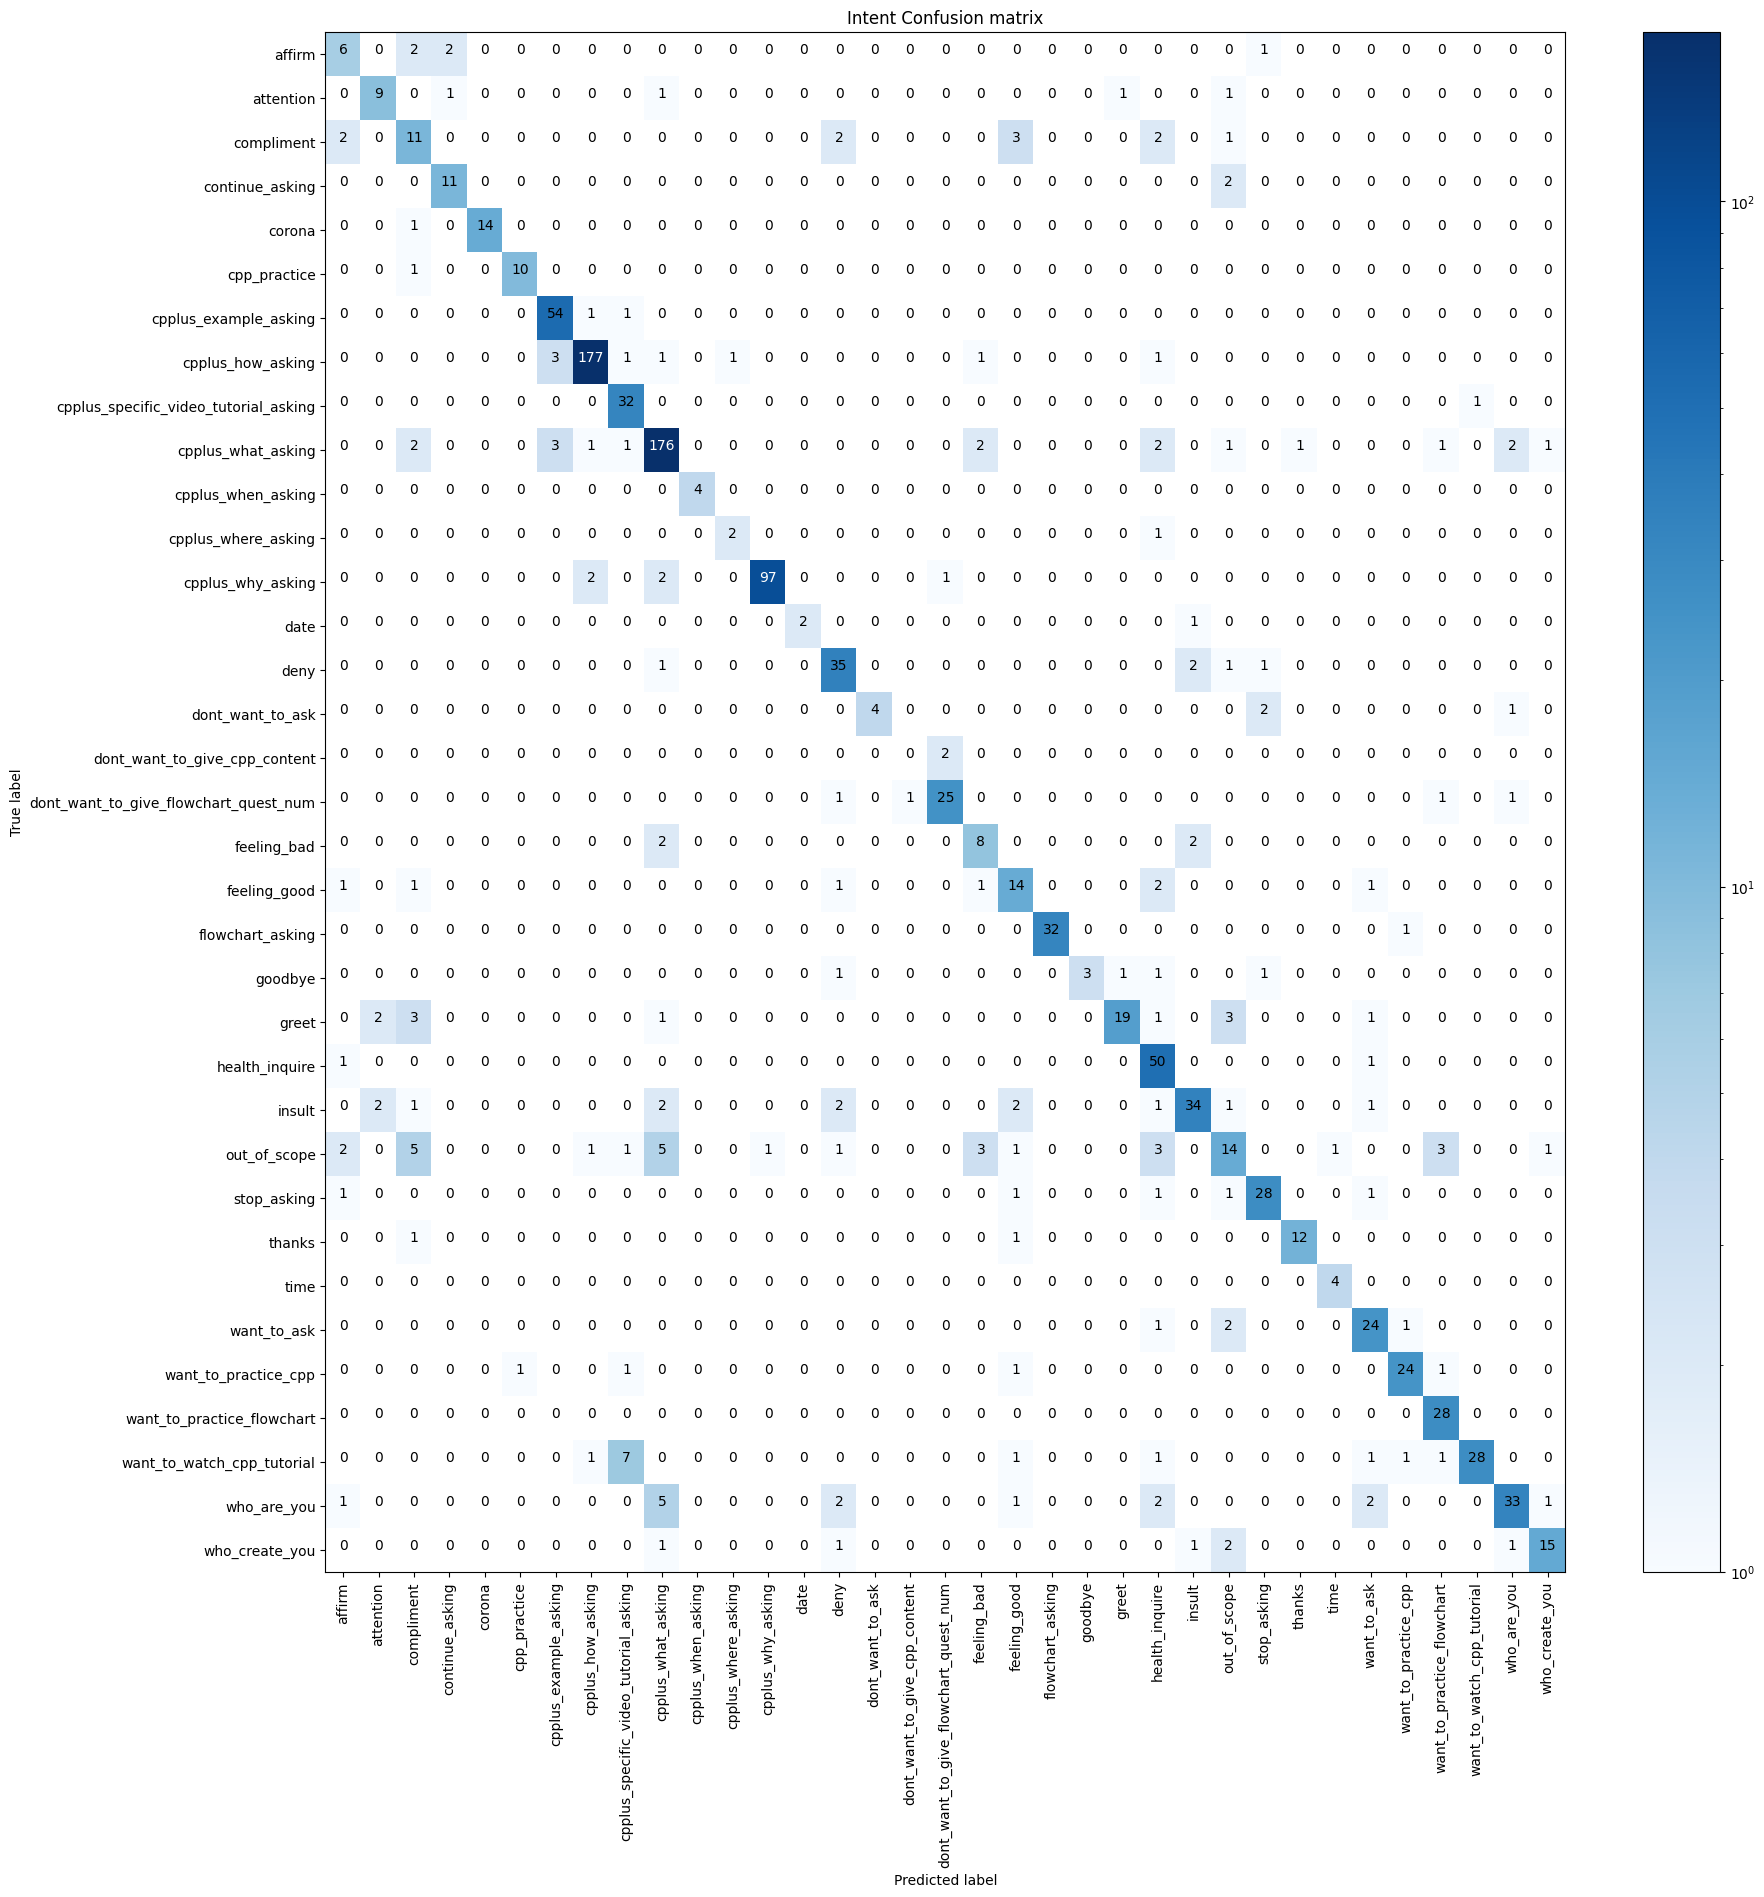 Intent Confusion matrix
affirm 6 0 2 2 0 0 0 0 0 0 0 0 0 0 0 0 0 0 0 0 0 0 0 0 0 0 1 0 0 0 0 0 0 0 0
attention 0 9 0 1 0 0 0 0 0 1 0 0 0 0 0 0 0 0 0 0 0 0 1 0 0 1 0 0 0 0 0 0 0 0 0
compliment 2 0 11 0 0 0 0 0 0 0 0 0 0 0 2 0 0 0 0 3 0 0 0 2 0 1 0 0 0 0 0 0 0 0 0
continue_asking 0 0 0 11 0 0 0 0 0 0 0 0 0 0 0 0 0 0 0 0 0 0 0 0 0 2 0 0 0 0 0 0 0 0 0
corona 0 0 1 0 14 0 0 0 0 0 0 0 0 0 0 0 0 0 0 0 0 0 0 0 0 0 0 0 0 0 0 0 0 0 0
cpp_practice 0 0 1 0 0 10 0 0 0 0 0 0 0 0 0 0 0 0 0 0 0 0 0 0 0 0 0 0 0 0 0 0 0 0 0
cpplus_example_asking 0 0 0 0 0 0 54 1 1 0 0 0 0 0 0 0 0 0 0 0 0 0 0 0 0 0 0 0 0 0 0 0 0 0 0
cpplus_how_asking 0 0 0 0 0 0 3 177 1 1 0 1 0 0 0 0 0 0 1 0 0 0 0 1 0 0 0 0 0 0 0 0 0 0 0
cpplus_specific_video_tutorial_asking 0 0 0 0 0 0 0 0 32 0 0 0 0 0 0 0 0 0 0 0 0 0 0 0 0 0 0 0 0 0 0 0 1 0 0
cpplus_what_asking 0 0 2 0 0 0 3 1 1 176 0 0 0 0 0 0 0 0 2 0 0 0 0 2 0 1 0 1 0 0 0 1 0 2 1
cpplus_when_asking 0 0 0 0 0 0 0 0 0 0 4 0 0 0 0 0 0 0 0 0 0 0 0 0 0 0 0 0 0 0 0 0 0 0 0
cpplus_where_asking 0 0 0 0 0 0 0 0 0 0 0 2 0 0 0 0 0 0 0 0 0 0 0 1 0 0 0 0 0 0 0 0 0 0 0
cpplus_why_asking 0 0 0 0 0 0 0 2 0 2 0 0 97 0 0 0 0 1 0 0 0 0 0 0 0 0 0 0 0 0 0 0 0 0 0
date 0 0 0 0 0 0 0 0 0 0 0 0 0 2 0 0 0 0 0 0 0 0 0 0 1 0 0 0 0 0 0 0 0 0 0
deny 0 0 0 0 0 0 0 0 0 1 0 0 0 0 35 0 0 0 0 0 0 0 0 0 2 1 1 0 0 0 0 0 0 0 0
dont_want_to_ask 0 0 0 0 0 0 0 0 0 0 0 0 0 0 0 4 0 0 0 0 0 0 0 0 0 0 2 0 0 0 0 0 0 1 0
dont_want_to_give_cpp_content 0 0 0 0 0 0 0 0 0 0 0 0 0 0 0 0 0 2 0 0 0 0 0 0 0 0 0 0 0 0 0 0 0 0 0
dont_want_to_give_flowchart_quest_num 0 0 0 0 0 0 0 0 0 0 0 0 0 0 1 0 1 25 0 0 0 0 0 0 0 0 0 0 0 0 0 1 0 1 0
feeling_bad 0 0 0 0 0 0 0 0 0 2 0 0 0 0 0 0 0 0 8 0 0 0 0 0 2 0 0 0 0 0 0 0 0 0 0
feeling_good 1 0 1 0 0 0 0 0 0 0 0 0 0 0 1 0 0 0 1 14 0 0 0 2 0 0 0 0 0 1 0 0 0 0 0
flowchart_asking 0 0 0 0 0 0 0 0 0 0 0 0 0 0 0 0 0 0 0 0 32 0 0 0 0 0 0 0 0 0 1 0 0 0 0
goodbye 0 0 0 0 0 0 0 0 0 0 0 0 0 0 1 0 0 0 0 0 0 3 1 1 0 0 1 0 0 0 0 0 0 0 0
greet 0 2 3 0 0 0 0 0 0 1 0 0 0 0 0 0 0 0 0 0 0 0 19 1 0 3 0 0 0 1 0 0 0 0 0
health_inquire 1 0 0 0 0 0 0 0 0 0 0 0 0 0 0 0 0 0 0 0 0 0 0 50 0 0 0 0 0 1 0 0 0 0 0
insult 0 2 1 0 0 0 0 0 0 2 0 0 0 0 2 0 0 0 0 2 0 0 0 1 34 1 0 0 0 1 0 0 0 0 0
out_of_scope 2 0 5 0 0 0 0 1 1 5 0 0 1 0 1 0 0 0 3 1 0 0 0 3 0 14 0 0 1 0 0 3 0 0 1
stop_asking 1 0 0 0 0 0 0 0 0 0 0 0 0 0 0 0 0 0 0 1 0 0 0 1 0 1 28 0 0 1 0 0 0 0 0
thanks 0 0 1 0 0 0 0 0 0 0 0 0 0 0 0 0 0 0 0 1 0 0 0 0 0 0 0 12 0 0 0 0 0 0 0
time 0 0 0 0 0 0 0 0 0 0 0 0 0 0 0 0 0 0 0 0 0 0 0 0 0 0 0 0 4 0 0 0 0 0 0
want_to_ask 0 0 0 0 0 0 0 0 0 0 0 0 0 0 0 0 0 0 0 0 0 0 0 1 0 2 0 0 0 24 1 0 0 0 0
want_to_practice_cpp 0 0 0 0 0 1 0 0 1 0 0 0 0 0 0 0 0 0 0 1 0 0 0 0 0 0 0 0 0 0 24 1 0 0 0
want_to_practice_flowchart 0 0 0 0 0 0 0 0 0 0 0 0 0 0 0 0 0 0 0 0 0 0 0 0 0 0 0 0 0 0 0 28 0 0 0
want_to_watch_cpp_tutorial 0 0 0 0 0 0 0 1 7 0 0 0 0 0 0 0 0 0 0 1 0 0 0 1 0 0 0 0 0 1 1 1 28 0 0
who_are_you 1 0 0 0 0 0 0 0 0 5 0 0 0 0 2 0 0 0 0 1 0 0 0 2 0 0 0 0 0 2 0 0 0 33 1
who_create_you 0 0 0 0 0 0 0 0 0 1 0 0 0 0 1 0 0 0 0 0 0 0 0 0 1 2 0 0 0 0 0 0 0 1 15
True label
affirm
attention
compliment
continue_asking
corona
cpp_practice
cpplus_example_asking
cpplus_how_asking
cpplus_specific_video_tutorial_asking
cpplus_what_asking
cpplus_when_asking
cpplus_where_asking
cpplus_why_asking
date
deny
dont_want_to_ask
dont_want_to_give_cpp_content
dont_want_to_give_flowchart_quest_num
feeling_bad
feeling_good
flowchart_asking
goodbye
greet
health_inquire
insult
out_of_scope
stop_asking
thanks
time
want_to_ask
want_to_practice_cpp
want_to_practice_flowchart
want_to_watch_cpp_tutorial
who_are_you
who_create_you
Predicted label
10²
10¹
10⁰